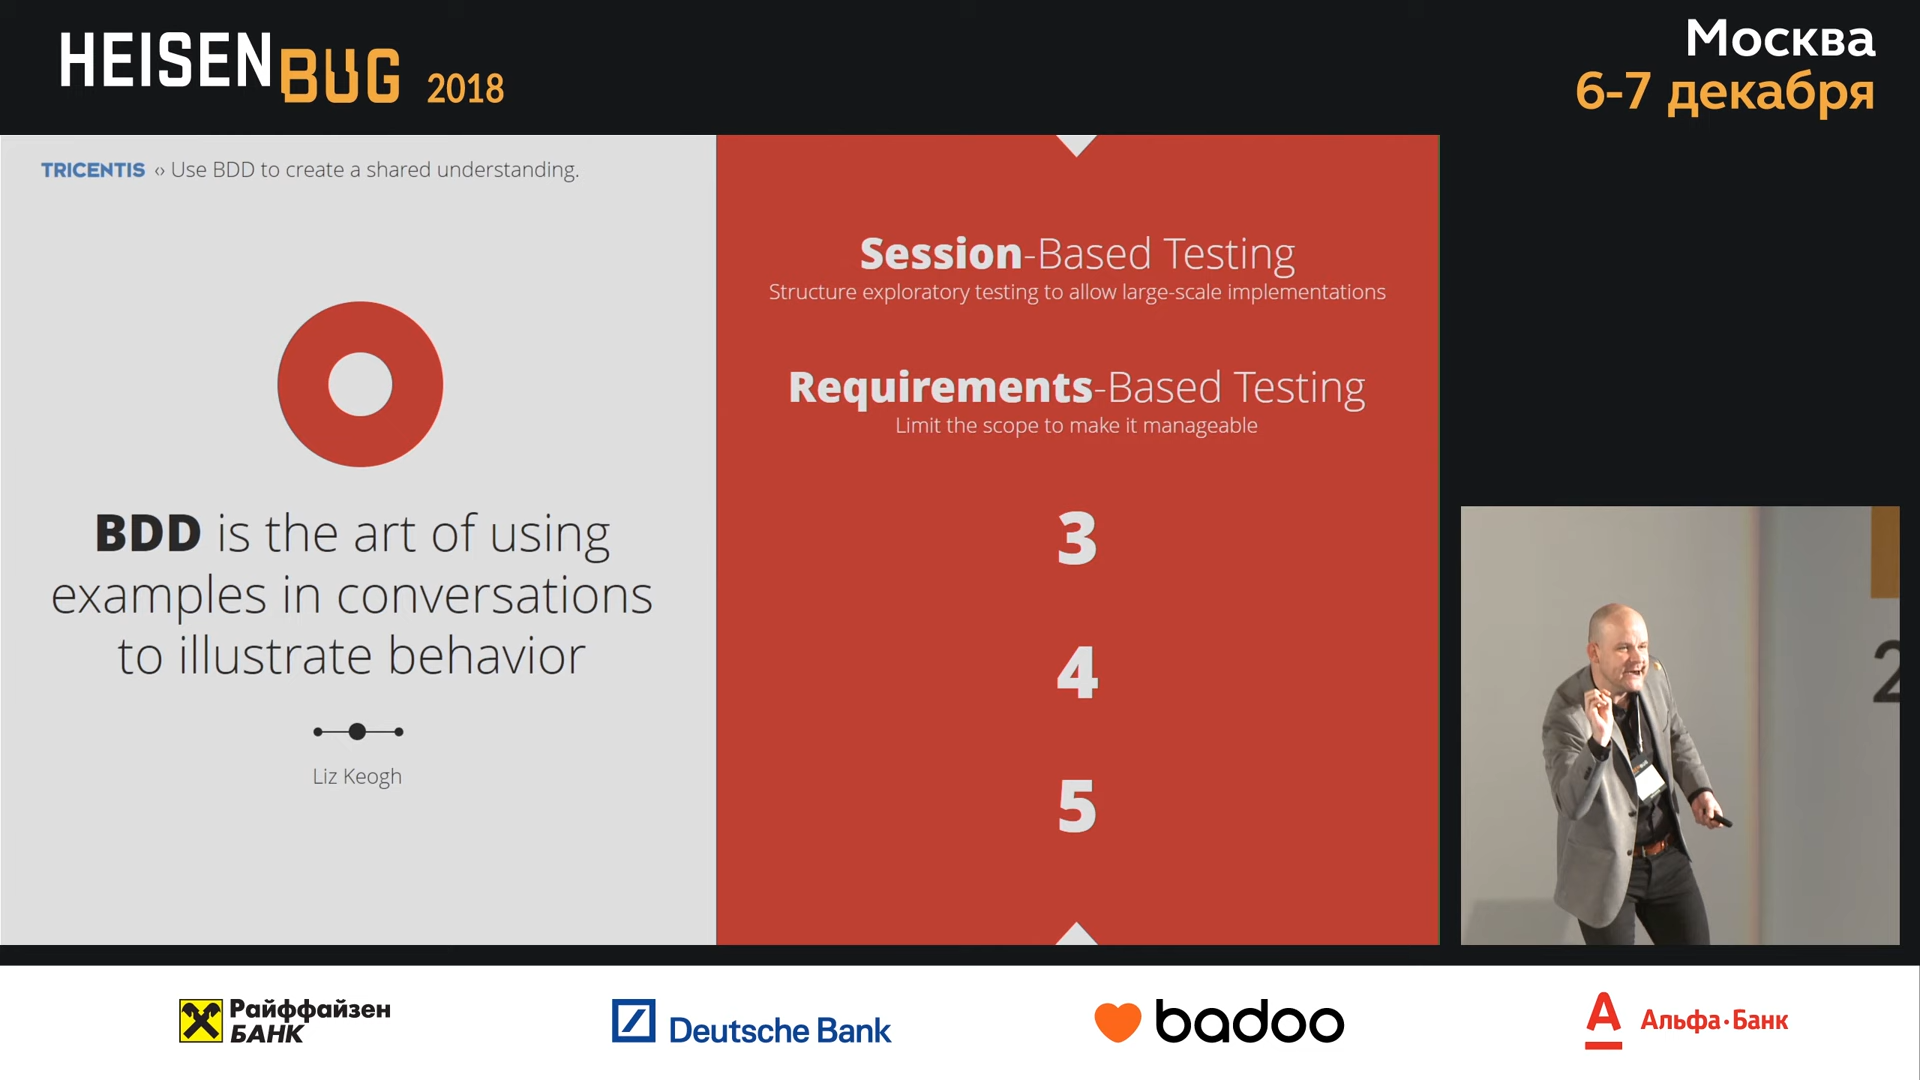 HEISENBUG 2018
Москва
6-7 декабря
TRICENTIS ‹› Use BDD to create a shared understanding.
BDD is the art of using
examples in conversations
to illustrate behavior
Liz Keogh
Session-Based Testing
Structure exploratory testing to allow large-scale implementations
Requirements-Based Testing
Limit the scope to make it manageable
3
4
5
2
Райффайзен
БАНК
Deutsche Bank
badoo
А
Альфа·Банк